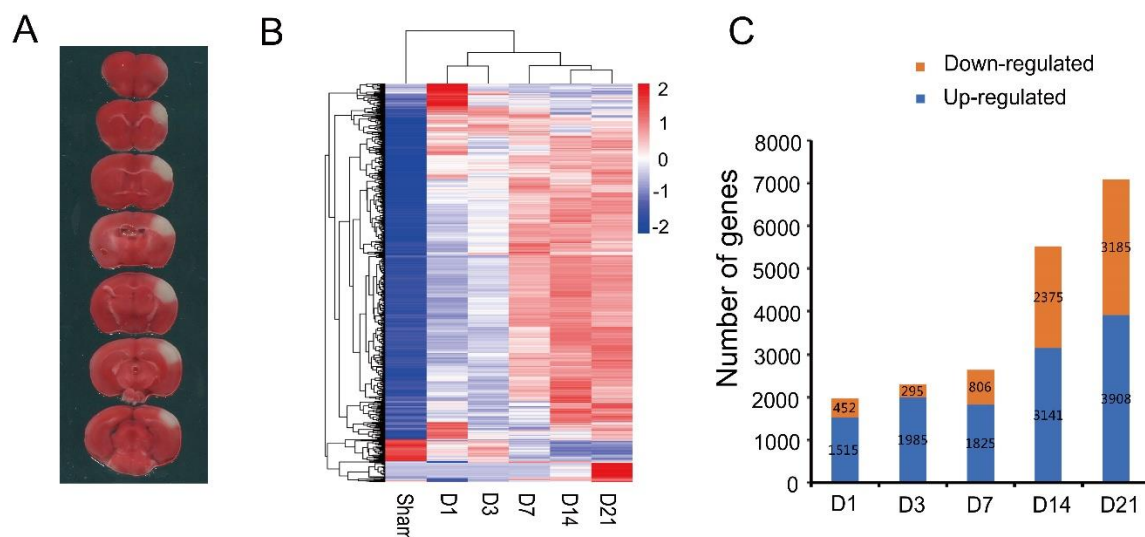 A
B
C
2
1
0
-1
-2
Sham
D1
D3
D7
D14
D21
Down-regulated
Up-regulated
Number of genes
8000
7000
6000
5000
4000
3000
2000
1000
0
452
1515
295
1985
806
1825
2375
3141
3185
3908
D1
D3
D7
D14
D21